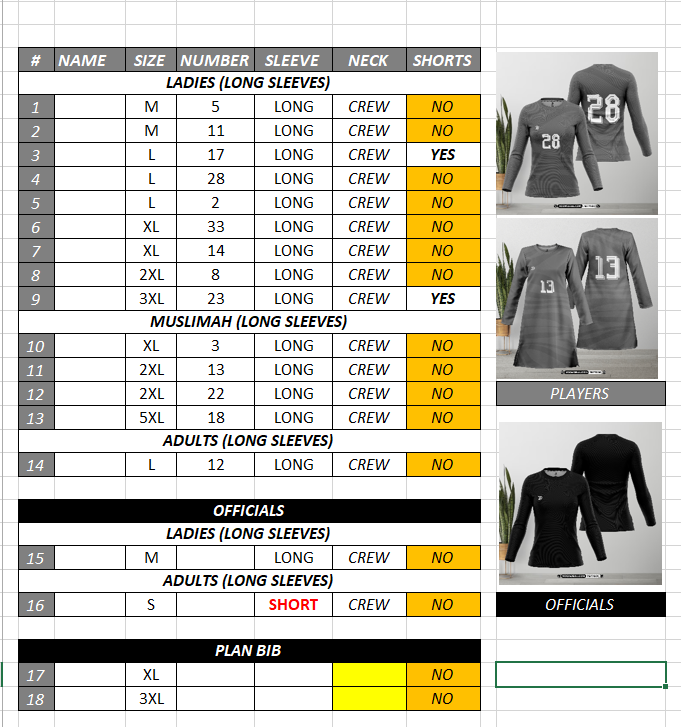 # NAME SIZE NUMBER SLEEVE NECK SHORTS
LADIES (LONG SLEEVES)
1 M 5 LONG CREW NO
2 M 11 LONG CREW NO
3 L 17 LONG CREW YES
4 L 28 LONG CREW NO
5 L 2 LONG CREW NO
6 XL 33 LONG CREW NO
7 XL 14 LONG CREW NO
8 2XL 8 LONG CREW NO
9 3XL 23 LONG CREW YES
MUSLIMAH (LONG SLEEVES)
10 XL 3 LONG CREW NO
11 2XL 13 LONG CREW NO
12 2XL 22 LONG CREW NO
13 5XL 18 LONG CREW NO
ADULTS (LONG SLEEVES)
14 L 12 LONG CREW NO
OFFICIALS
LADIES (LONG SLEEVES)
15 M LONG CREW NO
ADULTS (LONG SLEEVES)
16 S SHORT CREW NO
PLAN BIB
17 XL NO
18 3XL NO
28
28
13
13
PLAYERS
OFFICIALS